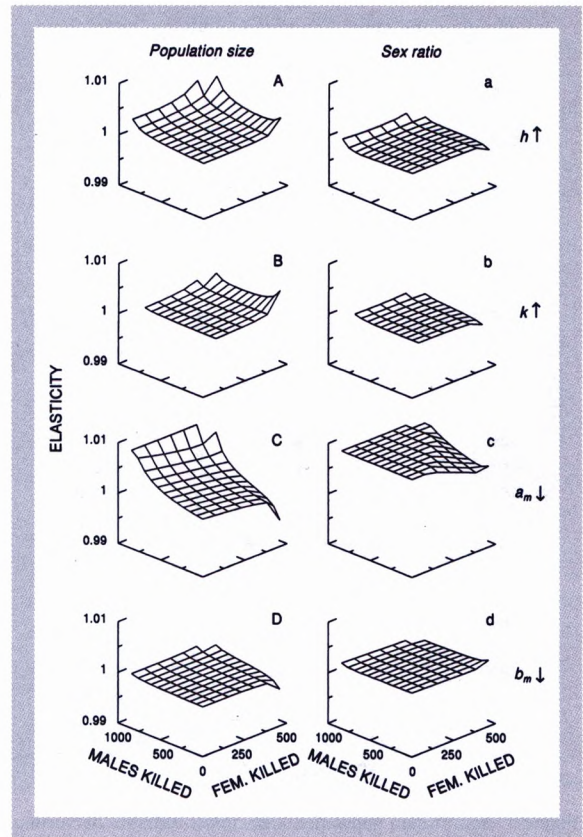 Population size
Sex ratio
1.01
1
0.99
A
a
h ↑
1.01
1
0.99
B
b
k ↑
ELASTICITY
1.01
1
0.99
C
c
a_m ↓
1.01
1
0.99
D
d
b_m ↓
1000
500
0
MALES KILLED
500
250
FEM. KILLED
1000
500
0
MALES KILLED
500
250
FEM. KILLED